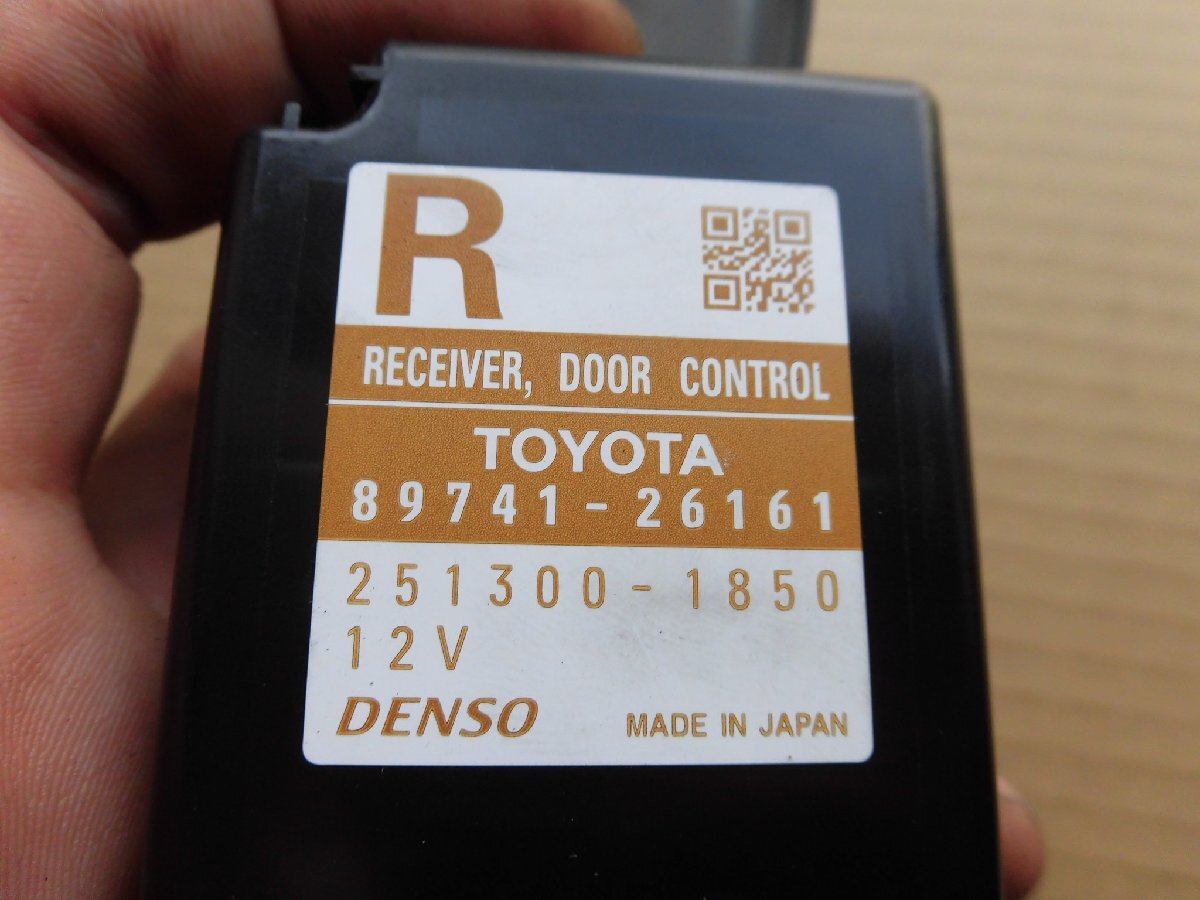 R
RECEIVER, DOOR CONTROL
TOYOTA
89741-26161
251300-1850
12V
DENSO
MADE IN JAPAN